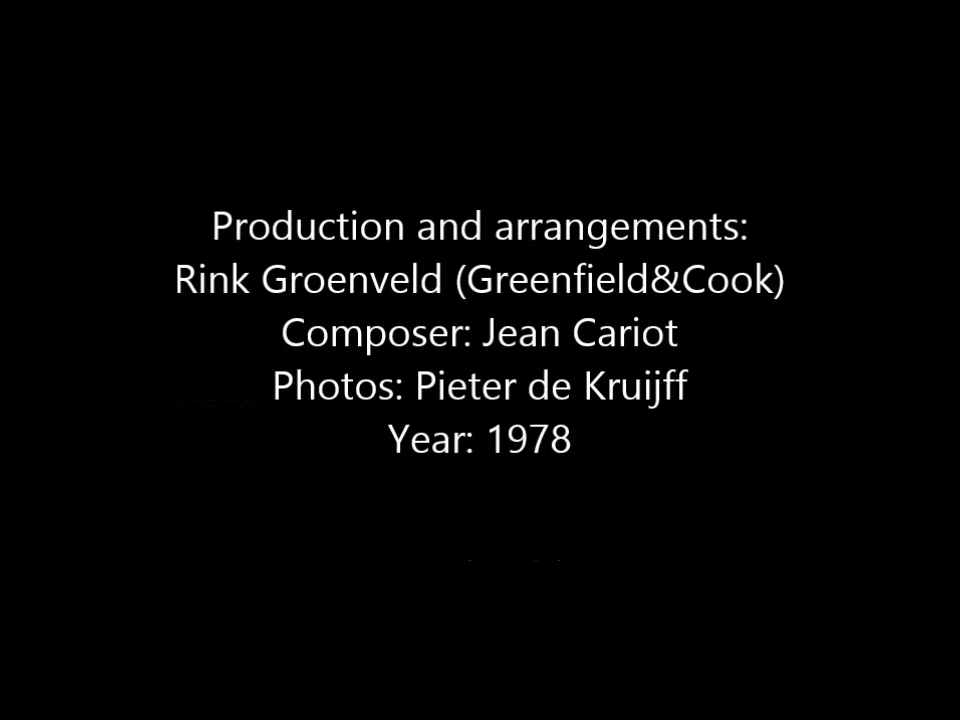 Production and arrangements:
Rink Groenveld (Greenfield&Cook)
Composer: Jean Cariot
Photos: Pieter de Kruijff
Year: 1978